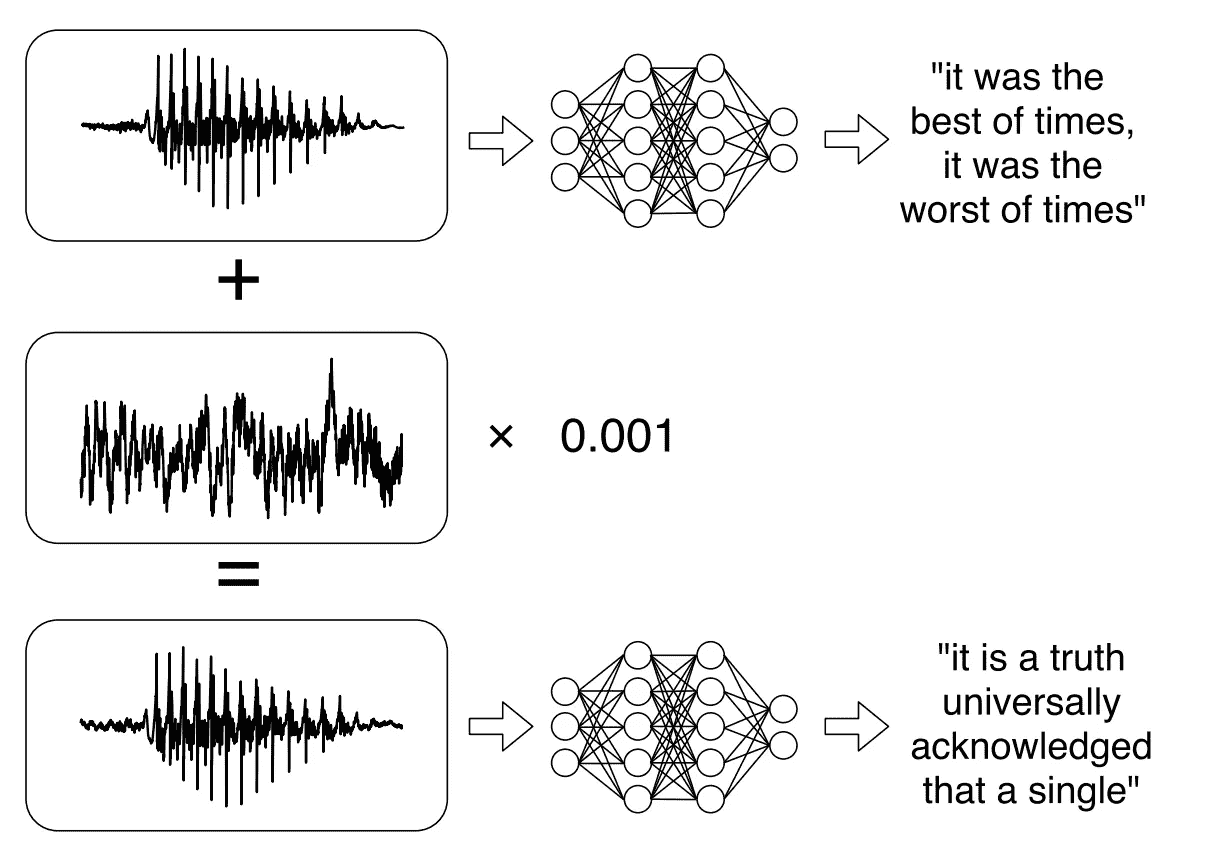 "it was the
best of times,
it was the
worst of times"
+
× 0.001
=
"it is a truth
universally
acknowledged
that a single"